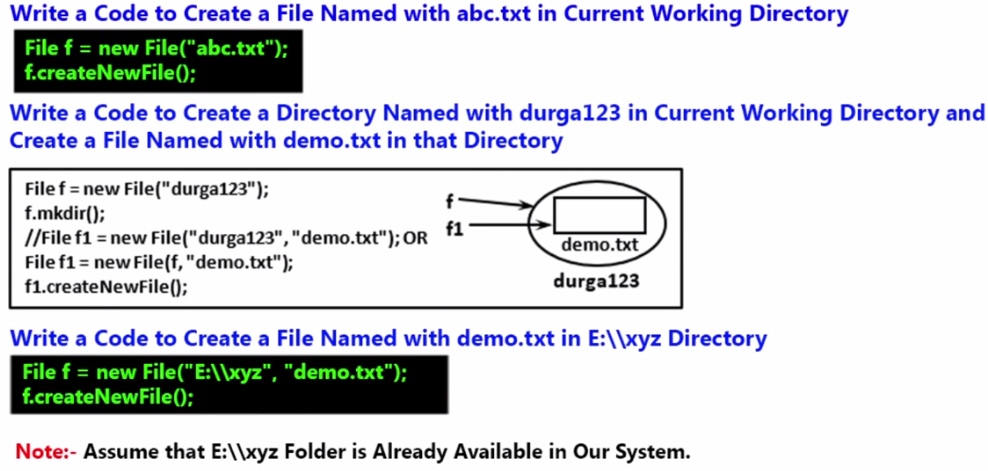 Write a Code to Create a File Named with abc.txt in Current Working Directory
File f = new File("abc.txt");
f.createNewFile();
Write a Code to Create a Directory Named with durga123 in Current Working Directory and
Create a File Named with demo.txt in that Directory
File f = new File("durga123");
f.mkdir();
//File f1 = new File("durga123", "demo.txt"); OR
File f1 = new File(f, "demo.txt");
f1.createNewFile();
f
f1
demo.txt
durga123
Write a Code to Create a File Named with demo.txt in E:\\xyz Directory
File f = new File("E:\\xyz", "demo.txt");
f.createNewFile();
Note:- Assume that E:\\xyz Folder is Already Available in Our System.